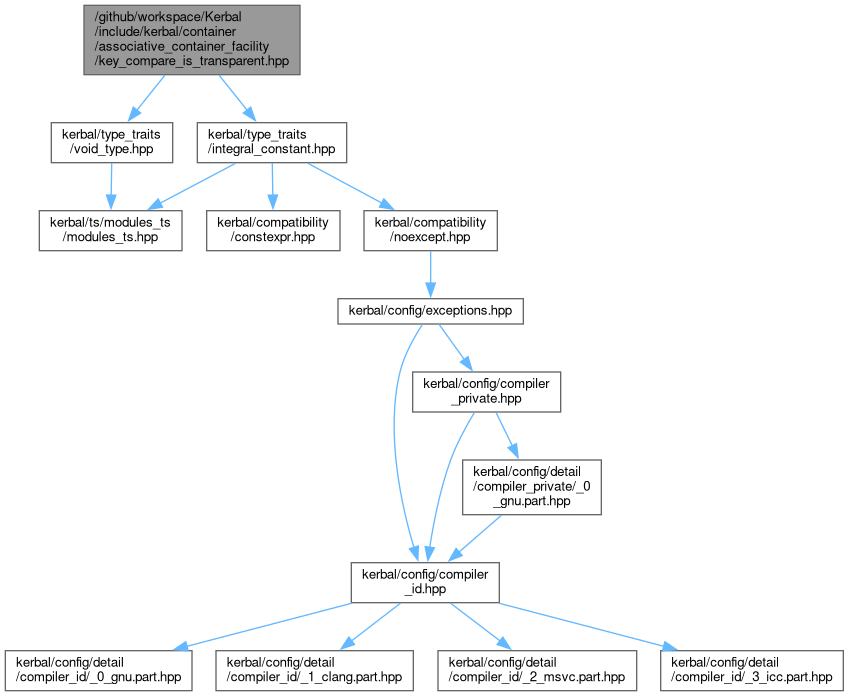 /github/workspace/Kerbal
/include/kerbal/container
/associative_container_facility
/key_compare_is_transparent.hpp
kerbal/type_traits
/void_type.hpp
kerbal/type_traits
/integral_constant.hpp
kerbal/ts/modules_ts
/modules_ts.hpp
kerbal/compatibility
/constexpr.hpp
kerbal/compatibility
/noexcept.hpp
kerbal/config/exceptions.hpp
kerbal/config/compiler
_private.hpp
kerbal/config/detail
/compiler_private/_0
_gnu.part.hpp
kerbal/config/compiler
_id.hpp
kerbal/config/detail
/compiler_id/_0_gnu.part.hpp
kerbal/config/detail
/compiler_id/_1_clang.part.hpp
kerbal/config/detail
/compiler_id/_2_msvc.part.hpp
kerbal/config/detail
/compiler_id/_3_icc.part.hpp